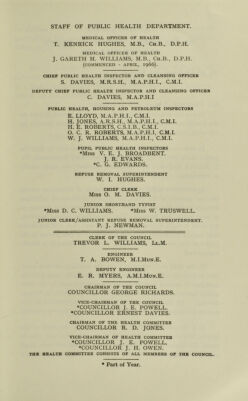 STAFF OF PUBLIC HEALTH DEPARTMENT.
MEDICAL OFFICER OF HEALTH
T. KENRICK HUGHES, M.B., CH.B., D.P.H.
MEDICAL OFFICER OF HEALTH
J. GARETH H. WILLIAMS, M.B., CH.B., D.P.H.
(COMMENCED - APRIL, 1966).
CHIEF PUBLIC HEALTH INSPECTOR AND CLEANSING OFFICER
S. DAVIES, M.R.S.H., M.A.P.H.I., C.M.I.
DEPUTY CHIEF PUBLIC HEALTH INSPECTOR AND CLEANSING OFFICER
C. DAVIES, M.A.P.H.I
PUBLIC HEALTH, HOUSING AND PETROLEUM INSPECTORS
E. LLOYD, M.A.P.H.I., C.M.I.
H. JONES, A.R.S.H., M.A.P.H.I., C.M.I.
H. E. ROBERTS, C.S.I.B., C.M.I.
O. C. R. ROBERTS, M.A.P.H.I., C.M.I.
W. J. WILLIAMS, M.A.P.H.I., C.M.I.
PUPIL PUBLIC HEALTH INSPECTORS
*MISS V. E. J. BROADBENT.
J. R. EVANS.
*C. G. EDWARDS.
REFUSE REMOVAL SUPERINTENDENT
W. I. HUGHES.
CHIEF CLERK
MISS O. M. DAVIES.
JUNIOR SHORTHAND TYPIST
*MISS D. C. WILLIAMS. *MISS W. TRUSWELL.
JUNIOR CLERK/ASSISTANT REFUSE REMOVAL SUPERINTENDENT.
P. J. NEWMAN.
CLERK OF THE COUNCIL
TREVOR L. WILLIAMS, LL.M.
ENGINEER
T. A. BOWEN, M.I.MUN.E.
DEPUTY ENGINEER
E. R. MYERS, A.M.I.MUN.E.
CHAIRMAN OF THE COUNCIL
COUNCILLOR GEORGE RICHARDS.
VICE-CHAIRMAN OF THE COUNCIL
*COUNCILLOR J. E. POWELL.
*COUNCILLOR ERNEST DAVIES.
CHAIRMAN OF THE HEALTH COMMITTEE
COUNCILLOR R. D. JONES.
VICE-CHAIRMAN OF HEALTH COMMITTEE
*COUNCILLOR J. E. POWELL.
*COUNCILLOR J. H. OWEN.
THE HEALTH COMMITTEE CONSISTS OF ALL MEMBERS OF THE COUNCIL.
* Part of Year.